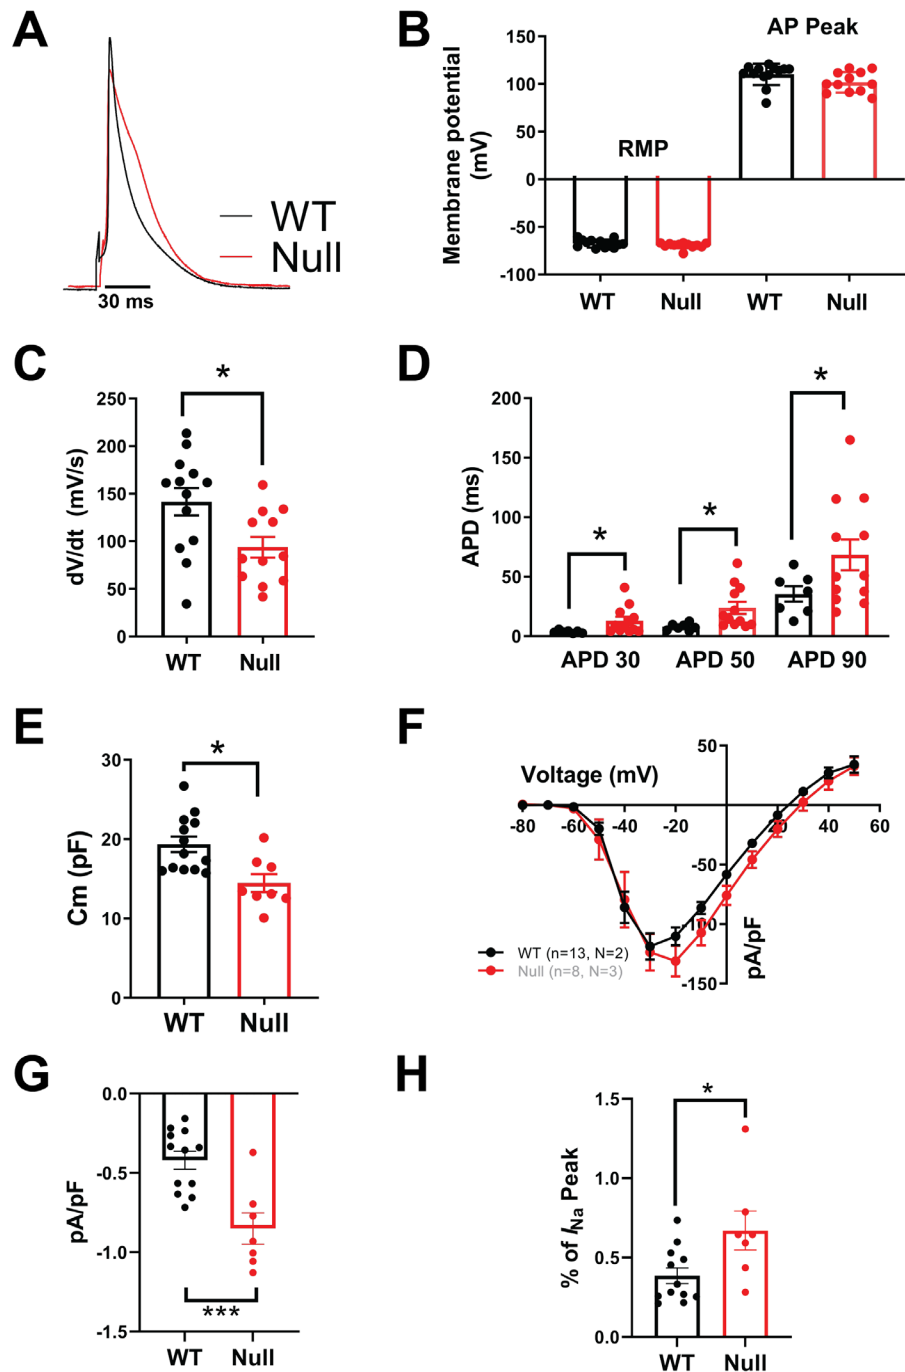 A
WT
Null
30 ms
B
AP Peak
RMP
Membrane potential
(mV)
150
100
50
0
-50
-100
WT
Null
WT
Null
C
*
dV/dt (mV/s)
250
200
150
100
50
0
WT
Null
D
*
*
*
APD (ms)
200
150
100
50
0
APD 30
APD 50
APD 90
E
*
Cm (pF)
30
20
10
0
WT
Null
F
Voltage (mV)
50
-80
-60
-40
-20
20
40
60
-50
-100
-150
pA/pF
WT (n=13, N=2)
Null (n=8, N=3)
G
pA/pF
0.0
-0.5
-1.0
-1.5
***
WT
Null
H
*
% of INa Peak
1.5
1.0
0.5
0.0
WT
Null